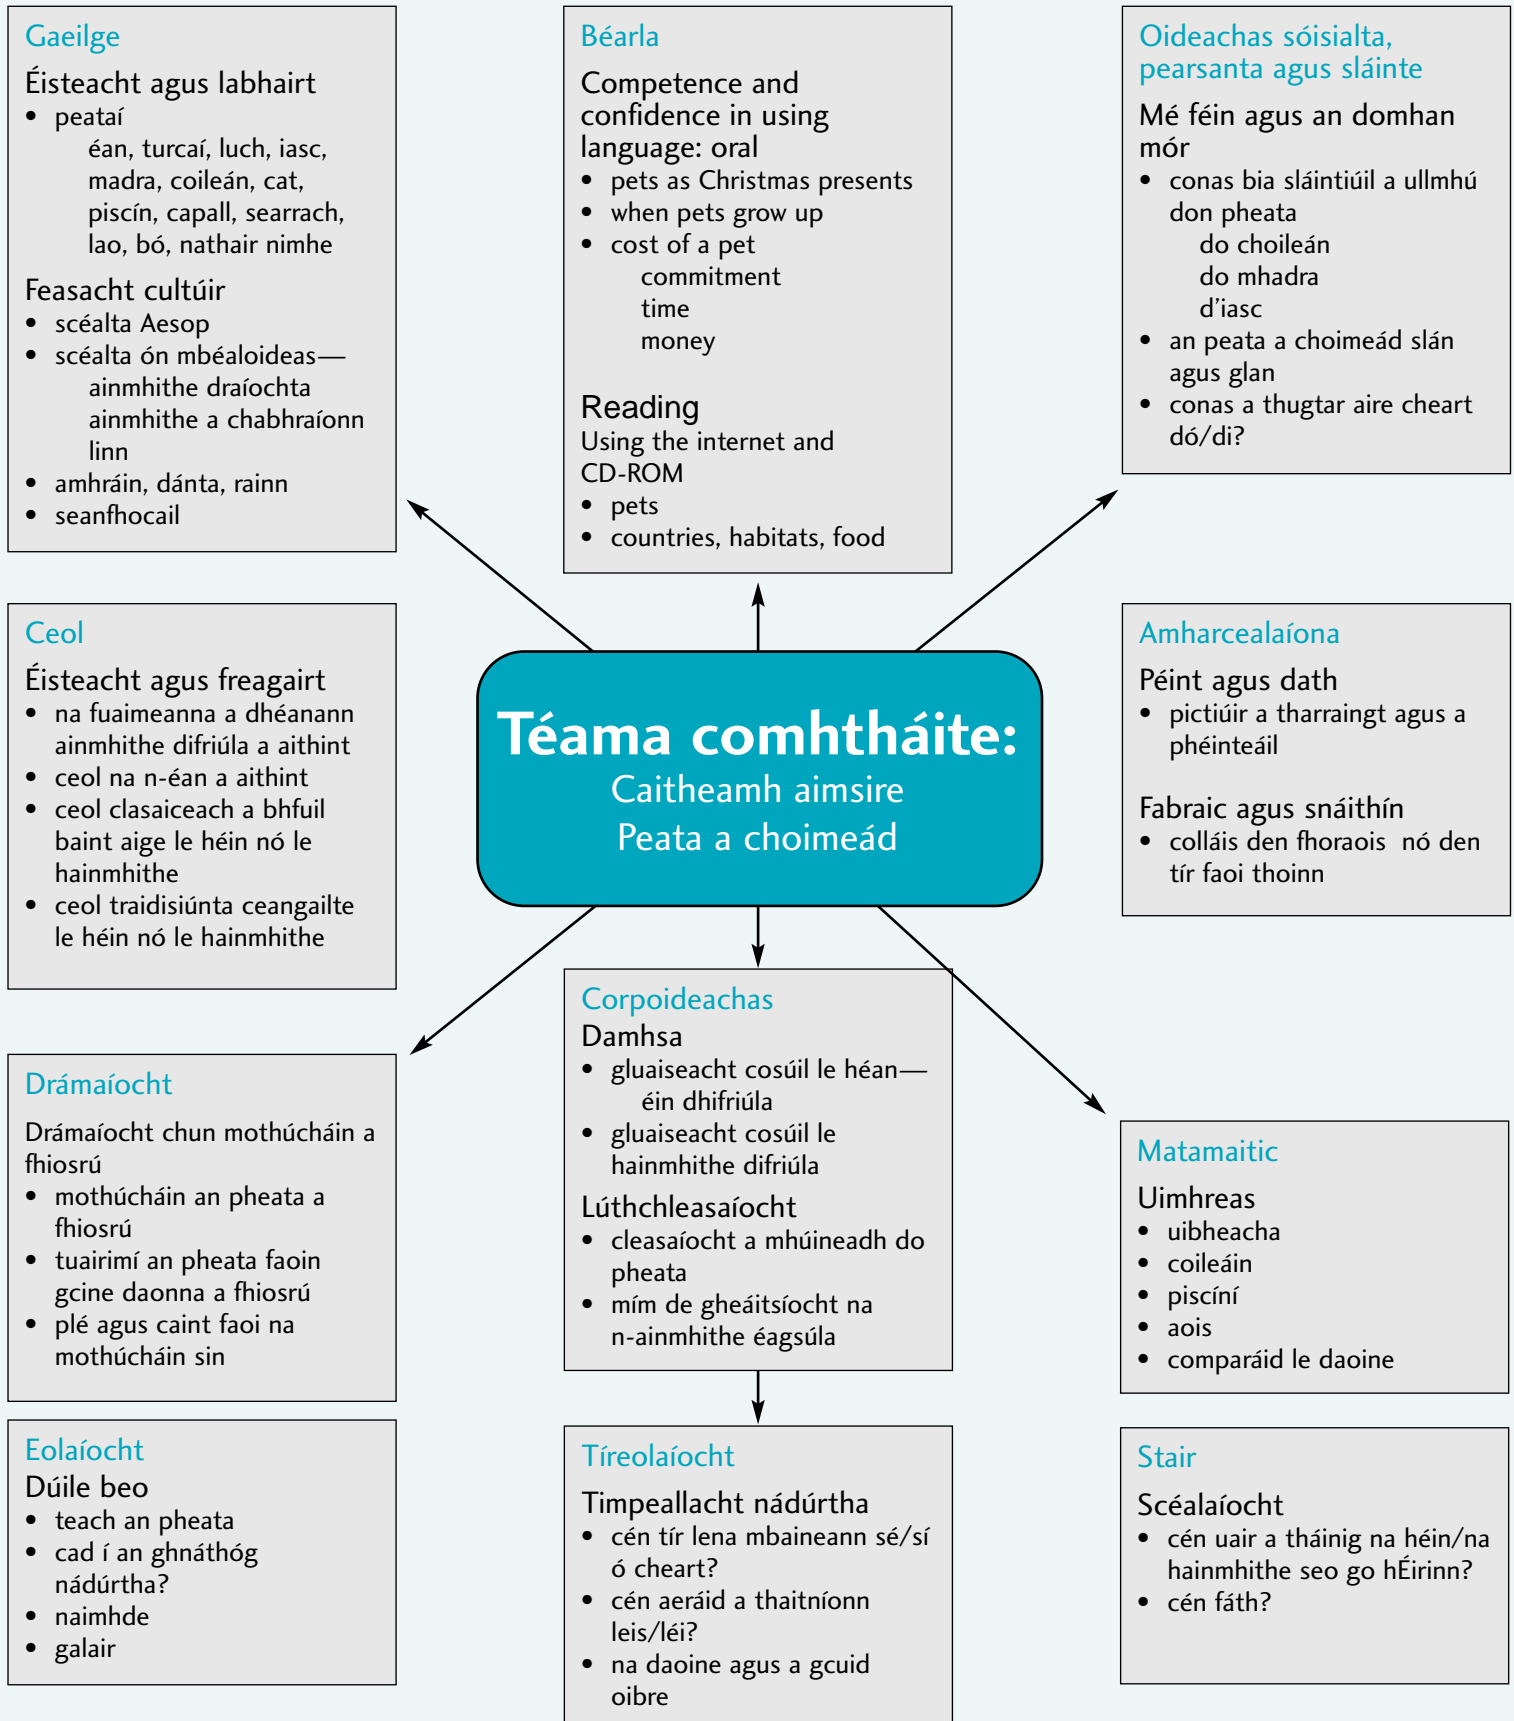 Gaeilge
Éisteacht agus labhairt
• peataí
éan, turcaí, luch, iasc,
madra, coileán, cat,
piscín, capall, searrach,
lao, bó, nathair nimhe
Feasacht cultúir
• scéalta Aesop
• scéalta ón mbéaloideas—
ainmhithe draíochta
ainmhithe a chabhraíonn
linn
• amhráin, dánta, rainn
• seanfhocail
Béarla
Competence and
confidence in using
language: oral
• pets as Christmas presents
• when pets grow up
• cost of a pet
commitment
time
money
Reading
Using the internet and
CD-ROM
• pets
• countries, habitats, food
Oideachas sóisialta,
pearsanta agus sláinte
Mé féin agus an domhan
mór
• conas bia sláintiúil a ullmhú
don pheata
do choileán
do mhadra
d'iasc
• an peata a choimeád slán
agus glan
• conas a thugtar aire cheart
dó/di?
Ceol
Éisteacht agus freagairt
• na fuaimeanna a dhéanann
ainmhithe difriúla a aithint
• ceol na n-éan a aithint
• ceol clasaiceach a bhfuil
baint aige le héin nó le
hainmhithe
• ceol traidisiúnta ceangailte
le héin nó le hainmhithe
Téama comhtháite:
Caitheamh aimsire
Peata a choimeád
Amharcealaíona
Péint agus dath
• pictiúir a tharraingt agus a
phéinteáil
Fabraic agus snáithín
• colláis den fhoraois nó den
tír faoi thoinn
Drámaíocht
Drámaíocht chun mothúcháin a
fhiosrú
• mothúcháin an pheata a
fhiosrú
• tuairimí an pheata faoin
gcine daonna a fhiosrú
• plé agus caint faoi na
mothúcháin sin
Corpoideachas
Damhsa
• gluaiseacht cosúil le héan—
éin dhifriúla
• gluaiseacht cosúil le
hainmhithe difriúla
Lúthchleasaíocht
• cleasaíocht a mhúineadh do
pheata
• mím de gheáitsíocht na
n-ainmhithe éagsúla
Matamaitic
Uimhreas
• uibheacha
• coileáin
• piscíní
• aois
• comparáid le daoine
Eolaíocht
Dúile beo
• teach an pheata
• cad í an ghnáthóg
nádúrtha?
• naimhde
• galair
Tíreolaíocht
Timpeallacht nádúrtha
• cén tír lena mbaineann sé/sí
ó cheart?
• cén aeráid a thaitníonn
leis/léi?
• na daoine agus a gcuid
oibre
Stair
Scéalaíocht
• cén uair a tháinig na héin/na
hainmhithe seo go hÉirinn?
• cén fáth?